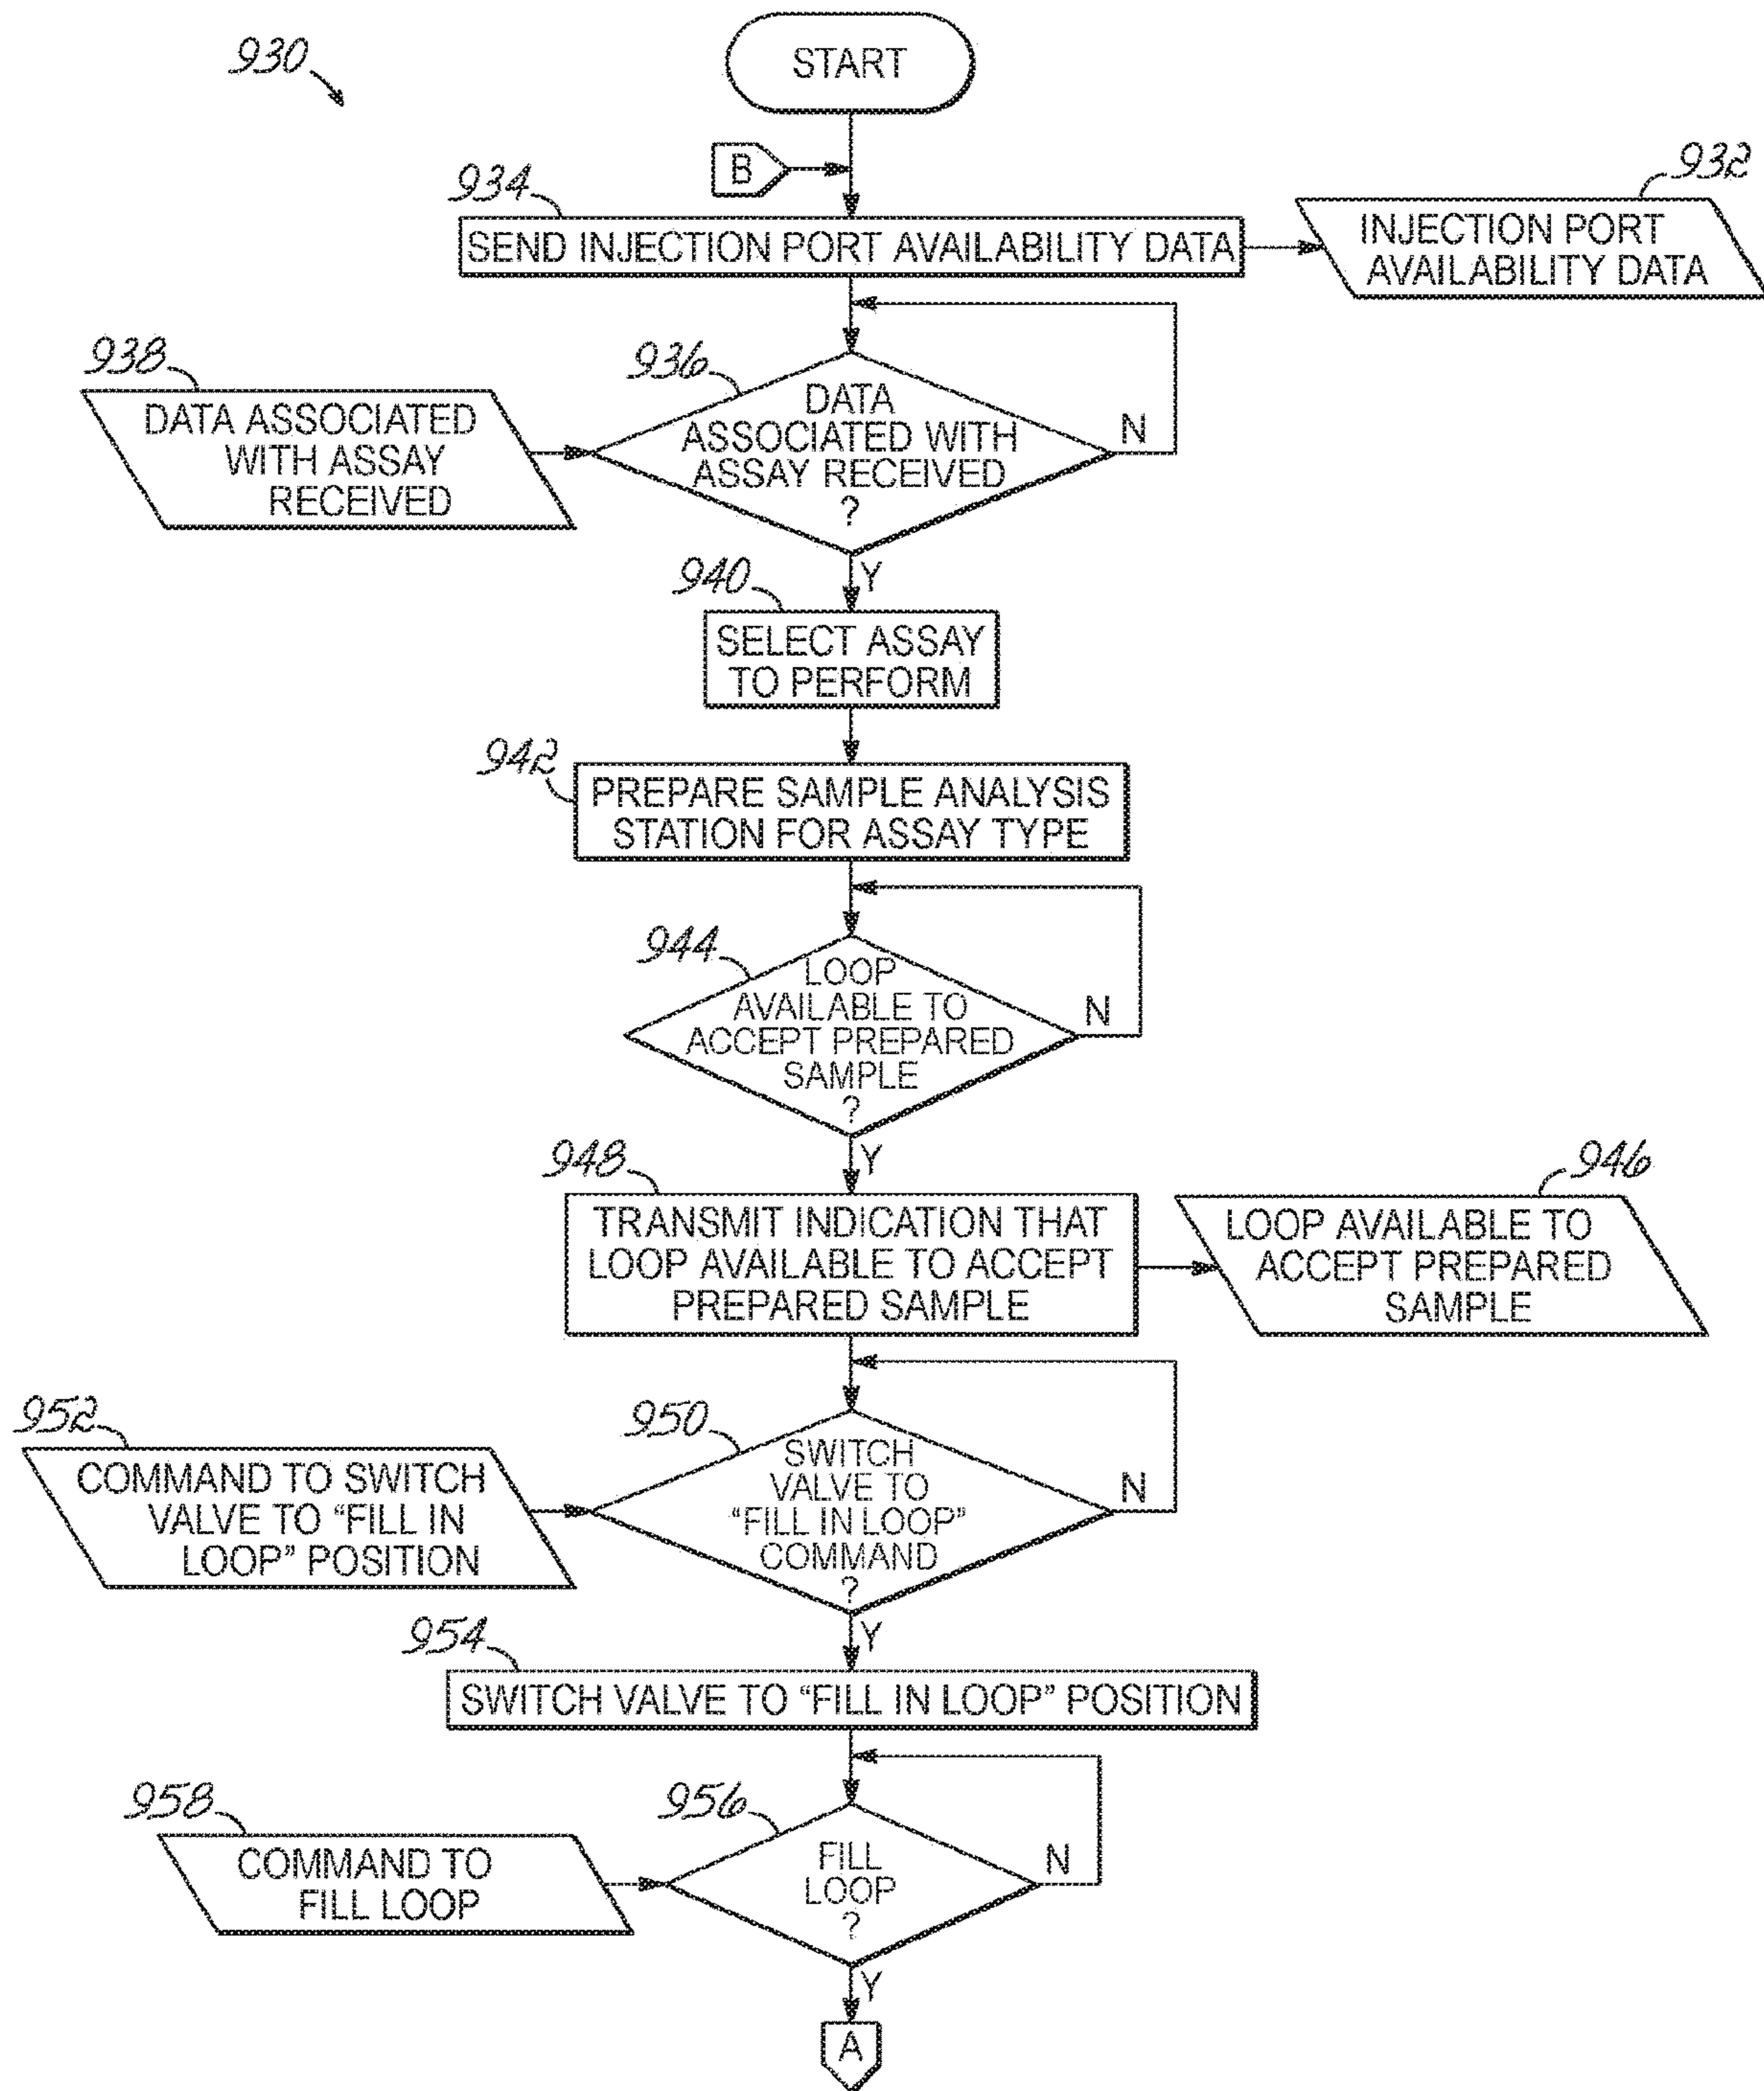 930
START
B
934
932
SEND INJECTION PORT AVAILABILITY DATA
INJECTION PORT
AVAILABILITY DATA
938
936
DATA ASSOCIATED
WITH ASSAY
RECEIVED
DATA
ASSOCIATED WITH
ASSAY RECEIVED
?
N
Y
940
SELECT ASSAY
TO PERFORM
942
PREPARE SAMPLE ANALYSIS
STATION FOR ASSAY TYPE
944
LOOP
AVAILABLE TO
ACCEPT PREPARED
SAMPLE
?
N
Y
948
946
TRANSMIT INDICATION THAT
LOOP AVAILABLE TO ACCEPT
PREPARED SAMPLE
LOOP AVAILABLE TO
ACCEPT PREPARED
SAMPLE
952
950
COMMAND TO SWITCH
VALVE TO “FILL IN
LOOP” POSITION
SWITCH
VALVE TO
“FILL IN LOOP”
COMMAND
?
N
Y
954
SWITCH VALVE TO “FILL IN LOOP” POSITION
958
956
COMMAND TO
FILL LOOP
FILL
LOOP
?
N
Y
A